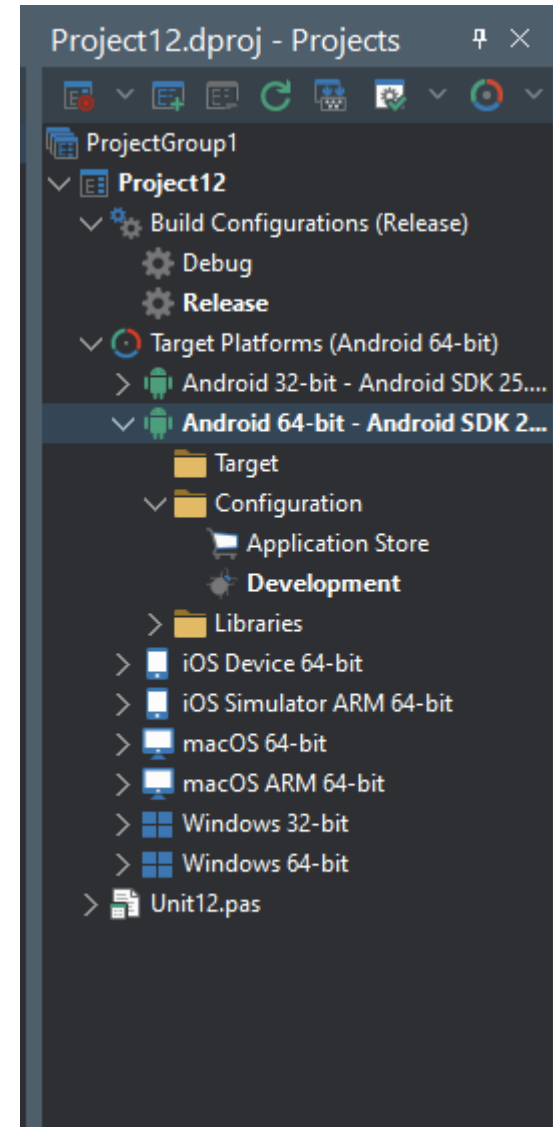 Project12.dproj - Projects
ProjectGroup1
Project12
Build Configurations (Release)
Debug
Release
Target Platforms (Android 64-bit)
Android 32-bit - Android SDK 25....
Android 64-bit - Android SDK 2...
Target
Configuration
Application Store
Development
Libraries
iOS Device 64-bit
iOS Simulator ARM 64-bit
macOS 64-bit
macOS ARM 64-bit
Windows 32-bit
Windows 64-bit
Unit12.pas